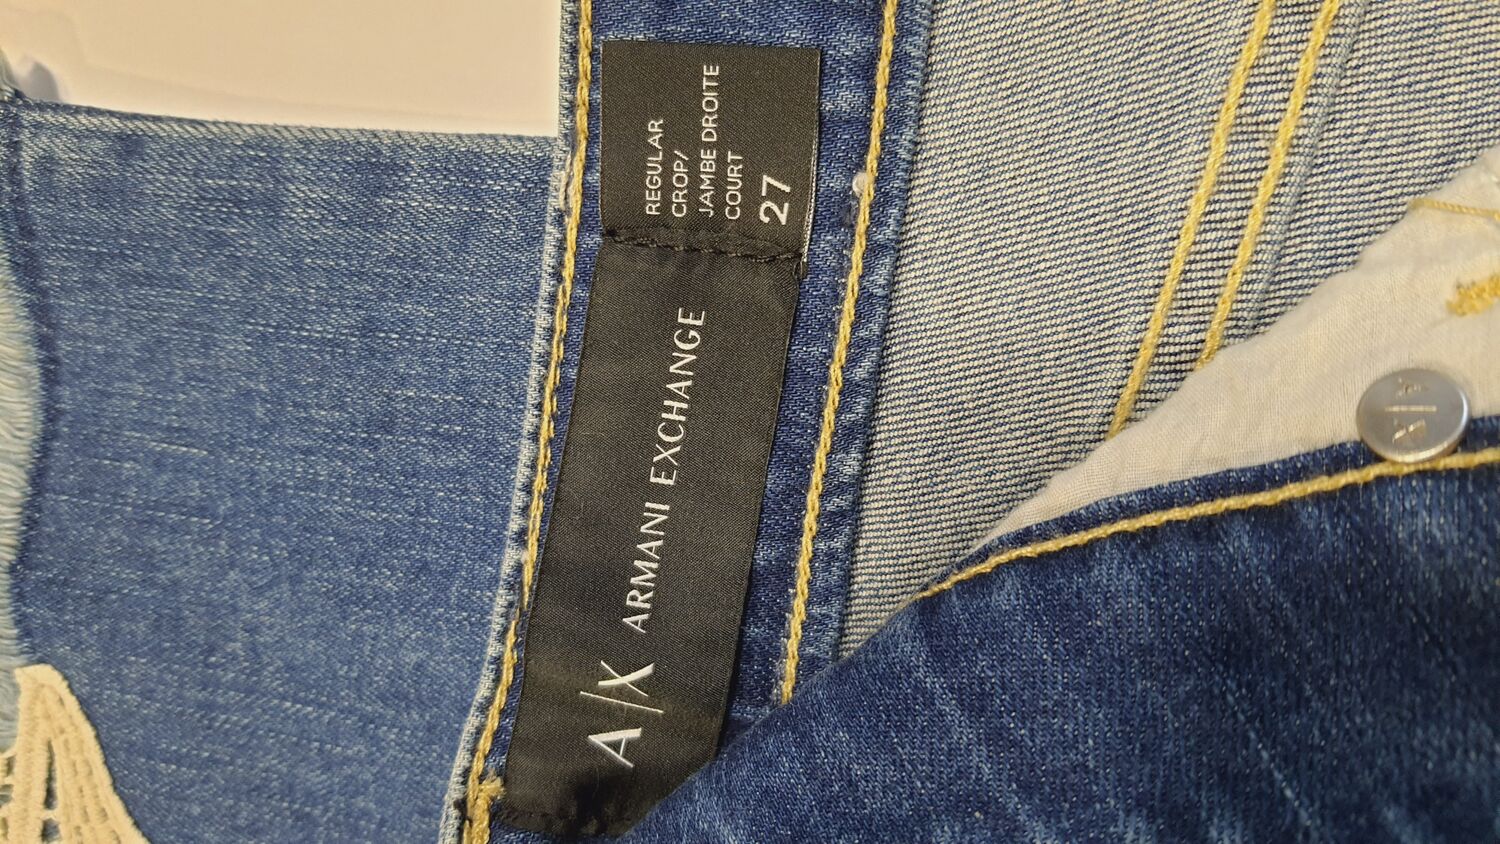 REGULAR
CROP/
JAMBE DROITE
COURT
27
A|X ARMANI EXCHANGE
A|X